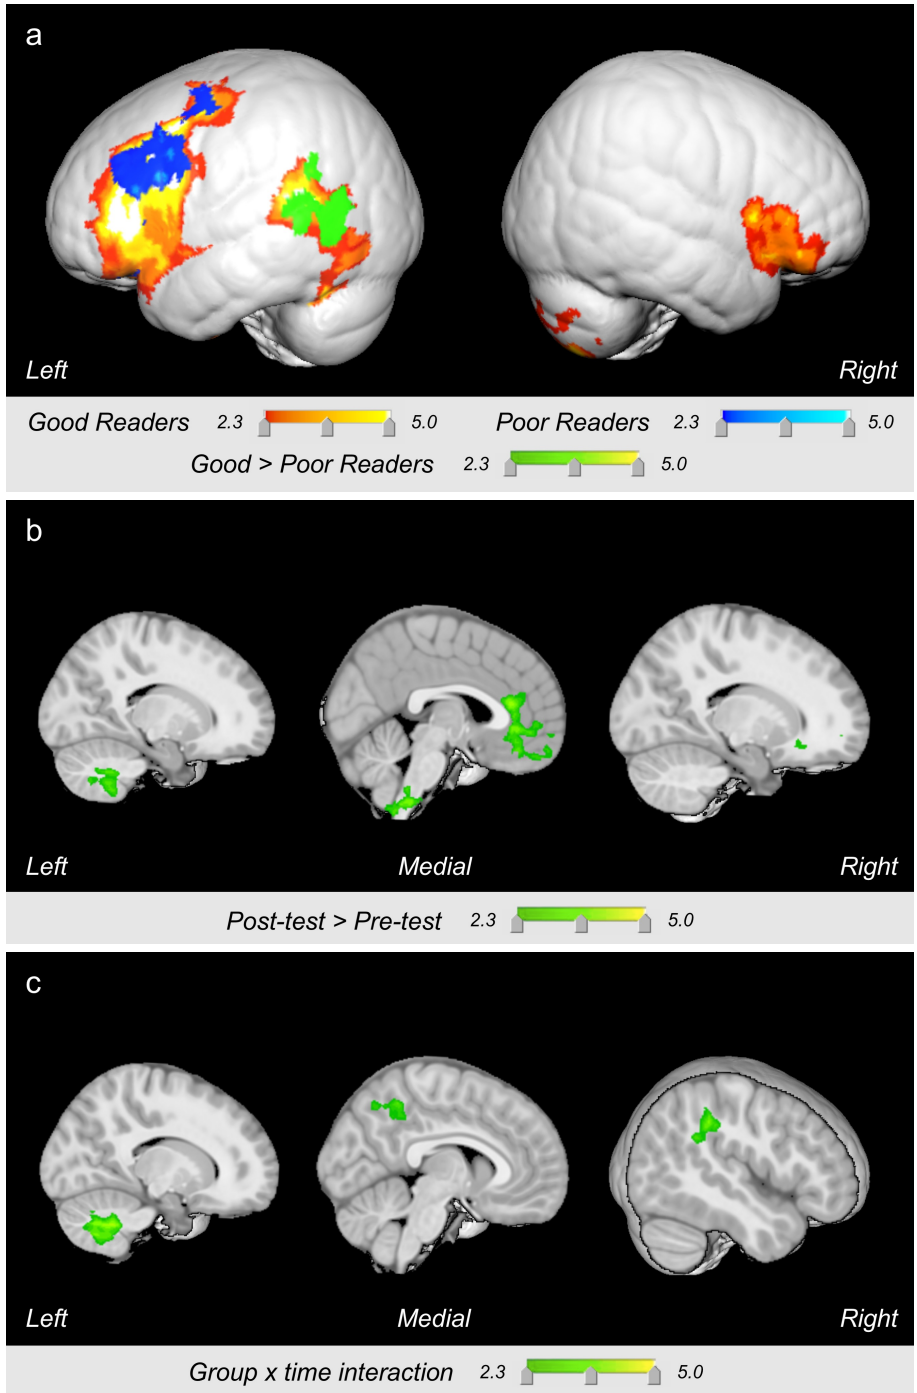 a
Left
Right
Good Readers 2.3 5.0 Poor Readers 2.3 5.0
Good > Poor Readers 2.3 5.0
b
Left Medial Right
Post-test > Pre-test 2.3 5.0
c
Left Medial Right
Group x time interaction 2.3 5.0